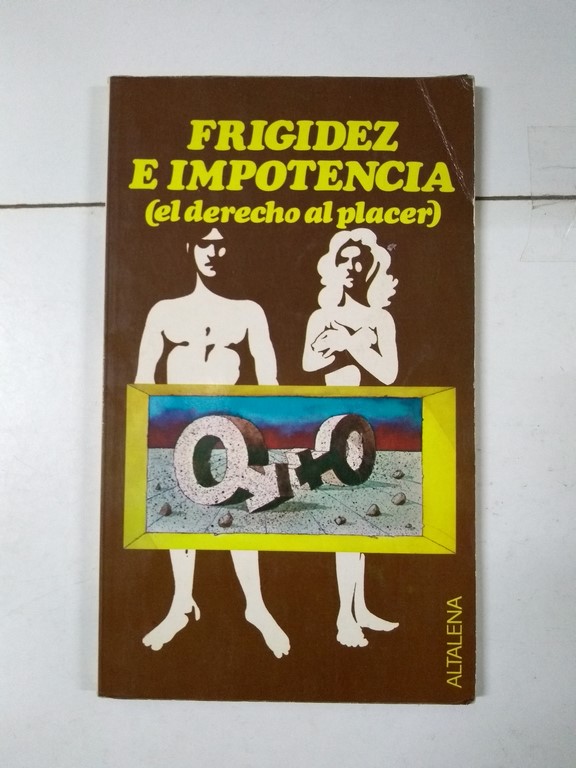 FRIGIDEZ
E IMPOTENCIA
(el derecho al placer)
ALTALENA